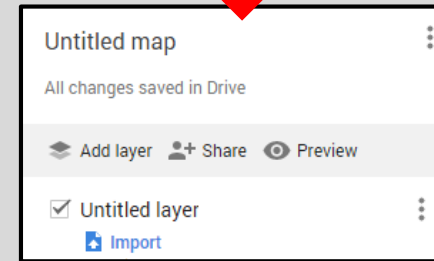 Untitled map
All changes saved in Drive
Add layer Share Preview
Untitled layer
Import